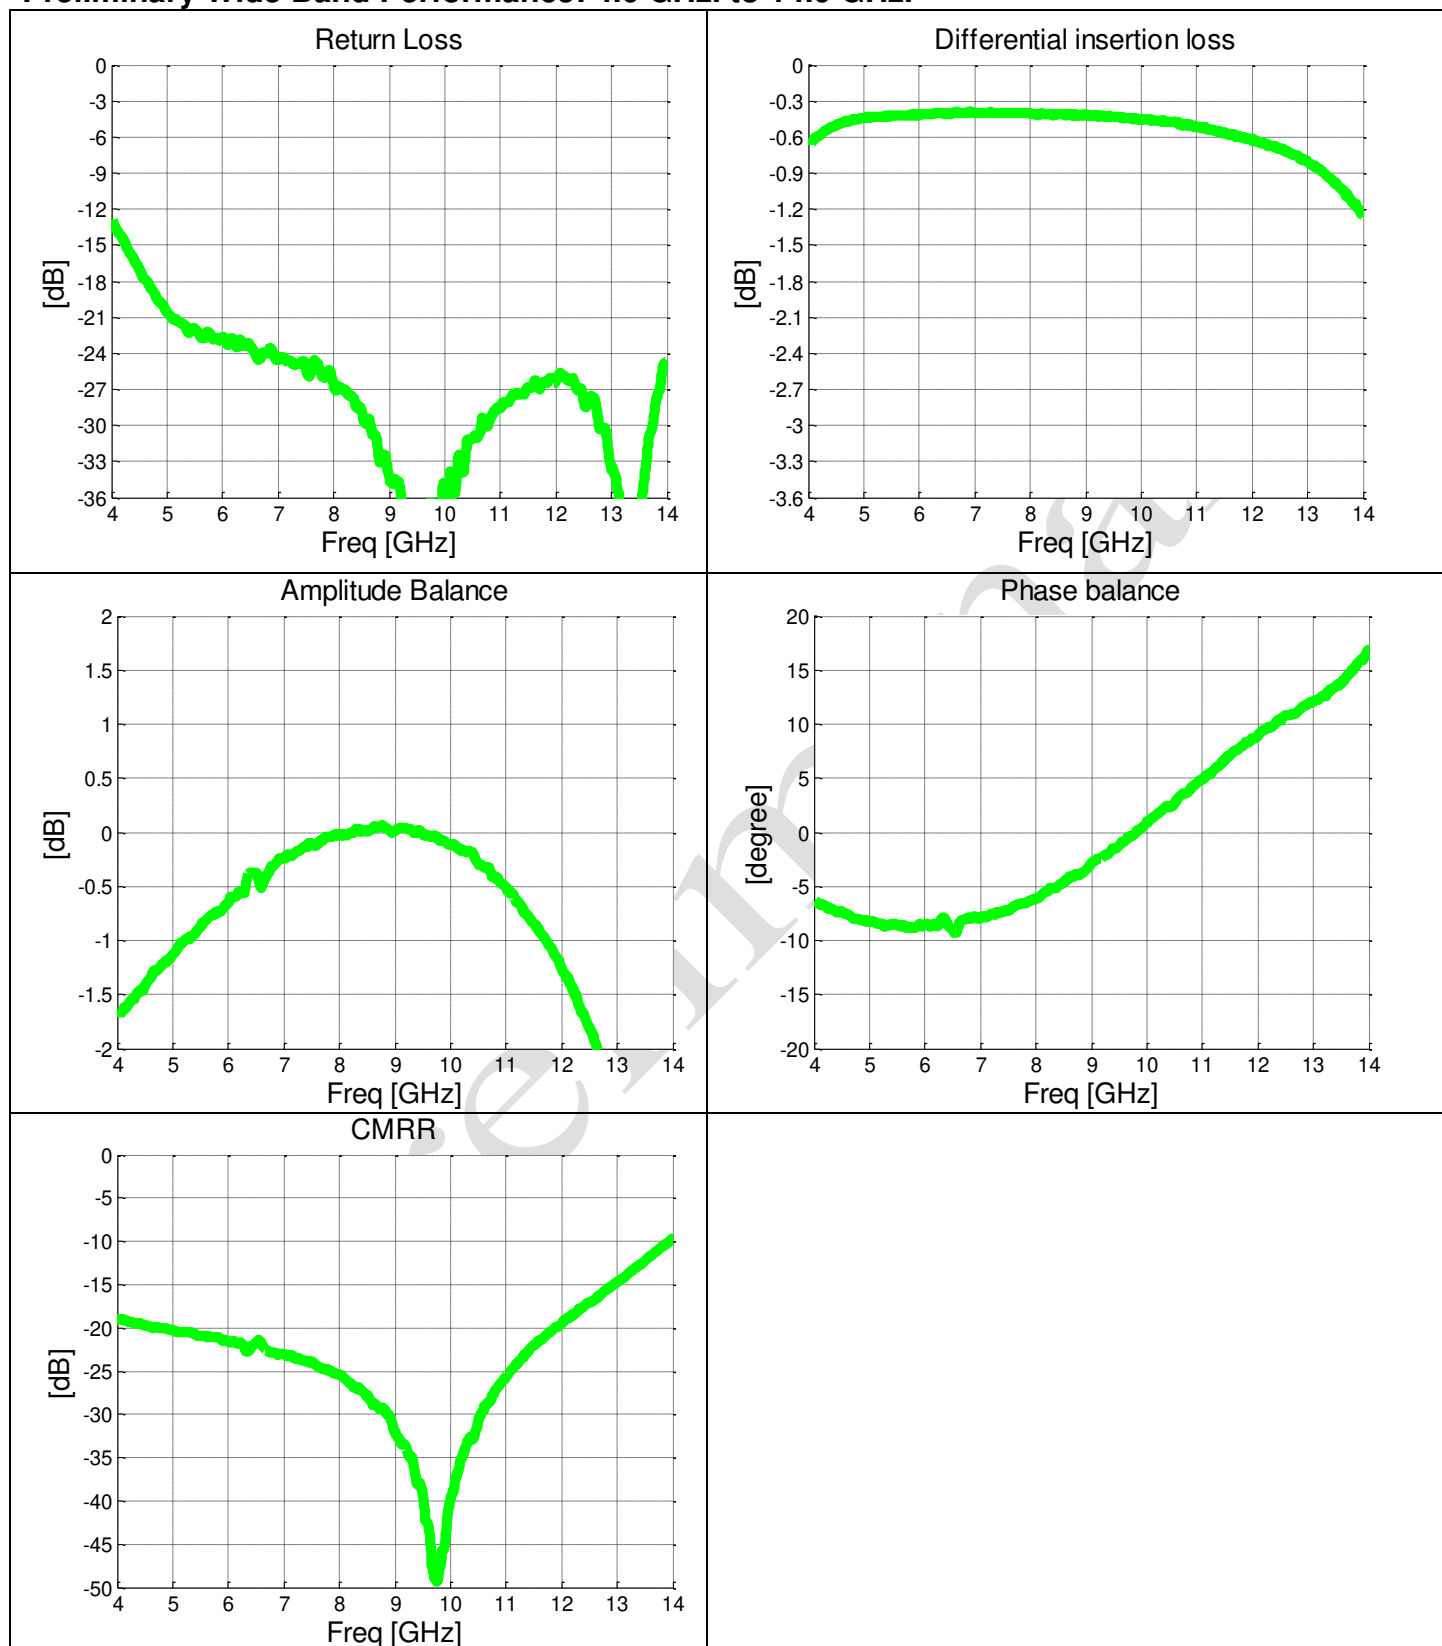 Return Loss
0
-3
-6
-9
-12
-15
-18
-21
-24
-27
-30
-33
-36
[dB]
4 5 6 7 8 9 10 11 12 13 14
Freq [GHz]
Differential insertion loss
0
-0.3
-0.6
-0.9
-1.2
-1.5
-1.8
-2.1
-2.4
-2.7
-3
-3.3
-3.6
[dB]
4 5 6 7 8 9 10 11 12 13 14
Freq [GHz]
Amplitude Balance
2
1.5
1
0.5
0
-0.5
-1
-1.5
-2
[dB]
4 5 6 7 8 9 10 11 12 13 14
Freq [GHz]
Phase balance
20
15
10
5
0
-5
-10
-15
-20
[degree]
4 5 6 7 8 9 10 11 12 13 14
Freq [GHz]
CMRR
0
-5
-10
-15
-20
-25
-30
-35
-40
-45
-50
[dB]
4 5 6 7 8 9 10 11 12 13 14
Freq [GHz]